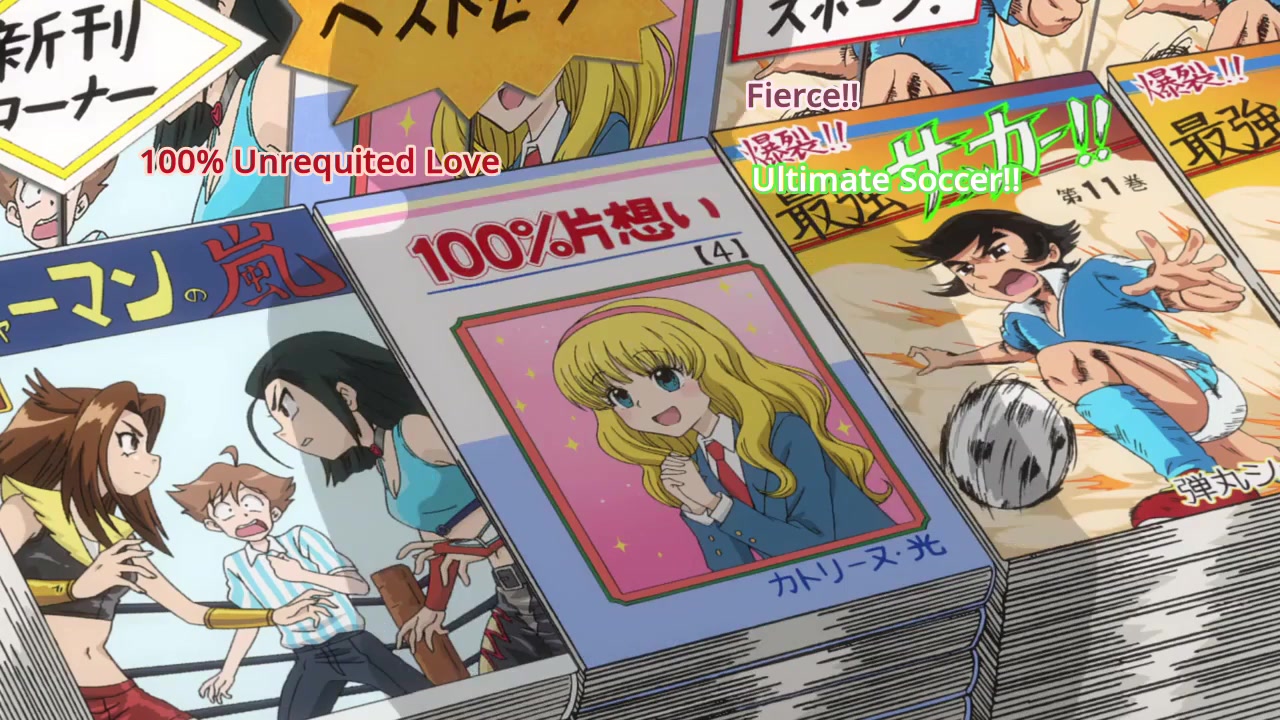 新刊
コーナー
ベストセラ
スポーツ!
Fierce!!
爆裂!!
爆裂!!
最強サッカー!!
最強
Ultimate Soccer!!
第11巻
100% Unrequited Love
100%片想い
【4】
ーマンの嵐
カトリーヌ・光
弾丸シ